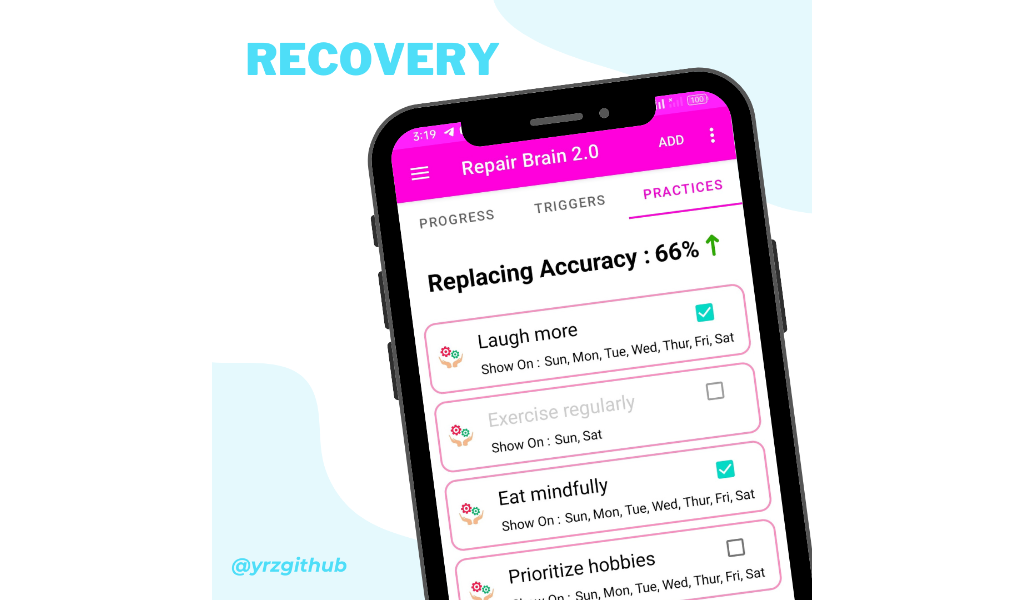 RECOVERY
3:19
100
Repair Brain 2.0
ADD
PROGRESS
TRIGGERS
PRACTICES
Replacing Accuracy : 66%
Laugh more
Show On : Sun, Mon, Tue, Wed, Thur, Fri, Sat
Exercise regularly
Show On : Sun, Sat
Eat mindfully
Show On : Sun, Mon, Tue, Wed, Thur, Fri, Sat
Prioritize hobbies
Show On : Sun, Mon, Tue, Wed, Thur, Fri, Sat
@yrzgithub